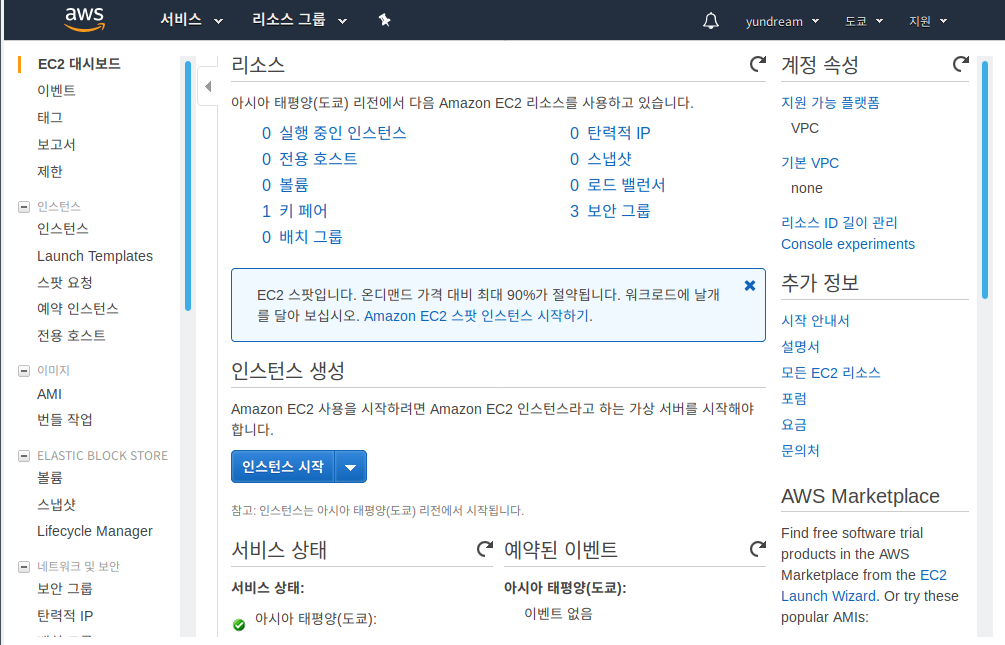 aws
서비스
리소스 그룹
yundream
도쿄
지원
EC2 대시보드
이벤트
태그
보고서
제한
인스턴스
인스턴스
Launch Templates
스팟 요청
예약 인스턴스
전용 호스트
이미지
AMI
번들 작업
ELASTIC BLOCK STORE
볼륨
스냅샷
Lifecycle Manager
네트워크 및 보안
보안 그룹
탄력적 IP
리소스
아시아 태평양(도쿄) 리전에서 다음 Amazon EC2 리소스를 사용하고 있습니다.
0 실행 중인 인스턴스
0 탄력적 IP
0 전용 호스트
0 스냅샷
0 볼륨
0 로드 밸런서
1 키 페어
3 보안 그룹
0 배치 그룹
EC2 스팟입니다. 온디맨드 가격 대비 최대 90%가 절약됩니다. 워크로드에 날개
를 달아 보십시오. Amazon EC2 스팟 인스턴스 시작하기.
인스턴스 생성
Amazon EC2 사용을 시작하려면 Amazon EC2 인스턴스라고 하는 가상 서버를 시작해야
합니다.
인스턴스 시작
참고: 인스턴스는 아시아 태평양(도쿄) 리전에서 시작됩니다.
서비스 상태
서비스 상태:
아시아 태평양(도쿄):
예약된 이벤트
아시아 태평양(도쿄):
이벤트 없음
계정 속성
지원 가능 플랫폼
VPC
기본 VPC
none
리소스 ID 길이 관리
Console experiments
추가 정보
시작 안내서
설명서
모든 EC2 리소스
포럼
요금
문의처
AWS Marketplace
Find free software trial
products in the AWS
Marketplace from the EC2
Launch Wizard. Or try these
popular AMIs: